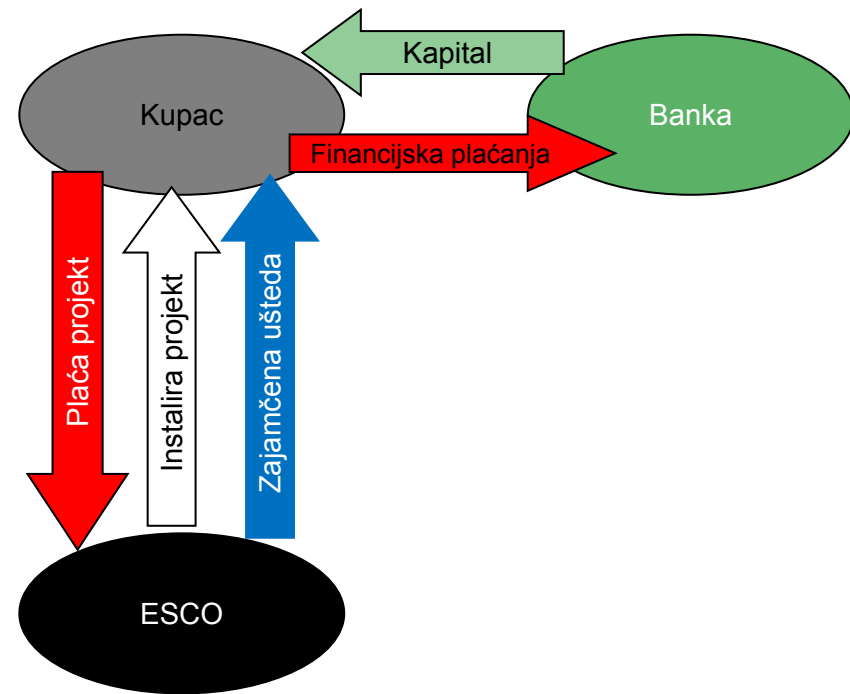 Kapital
Kupac
Banka
Financijska plaćanja
Plaća projekt
Instalira projekt
Zajamčena ušteda
ESCO